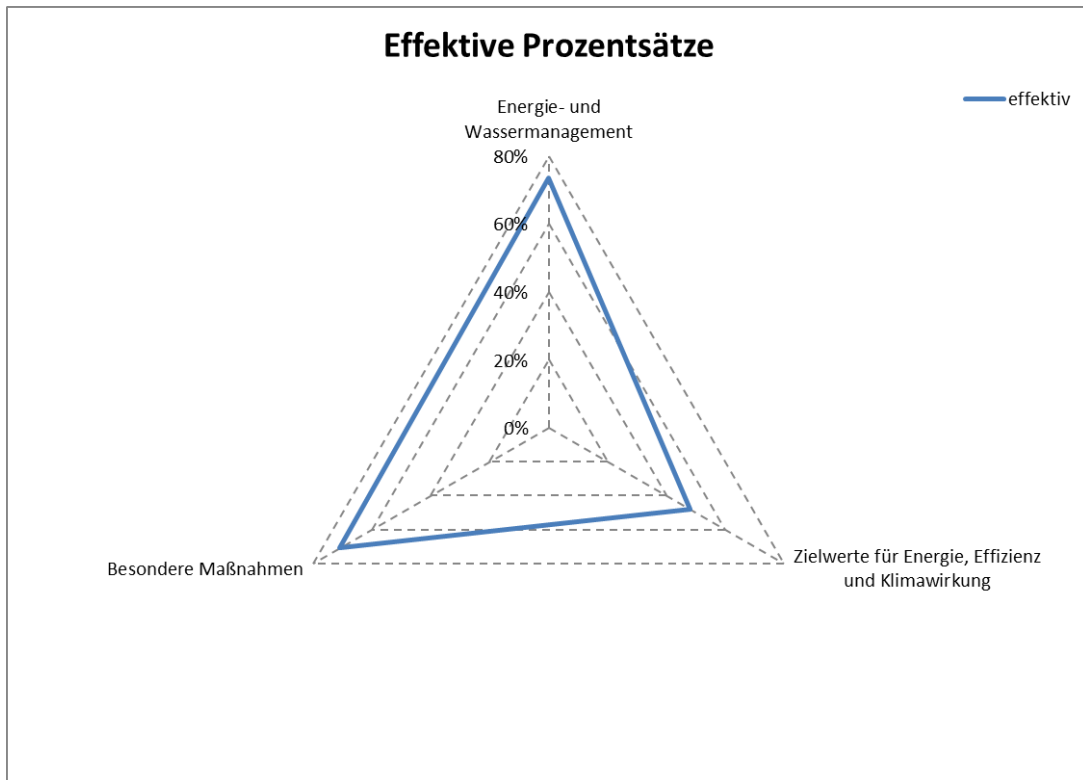 Effektive Prozentsätze
effektiv
Energie- und
Wassermanagement
80%
60%
40%
20%
0%
Besondere Maßnahmen
Zielwerte für Energie, Effizienz
und Klimawirkung